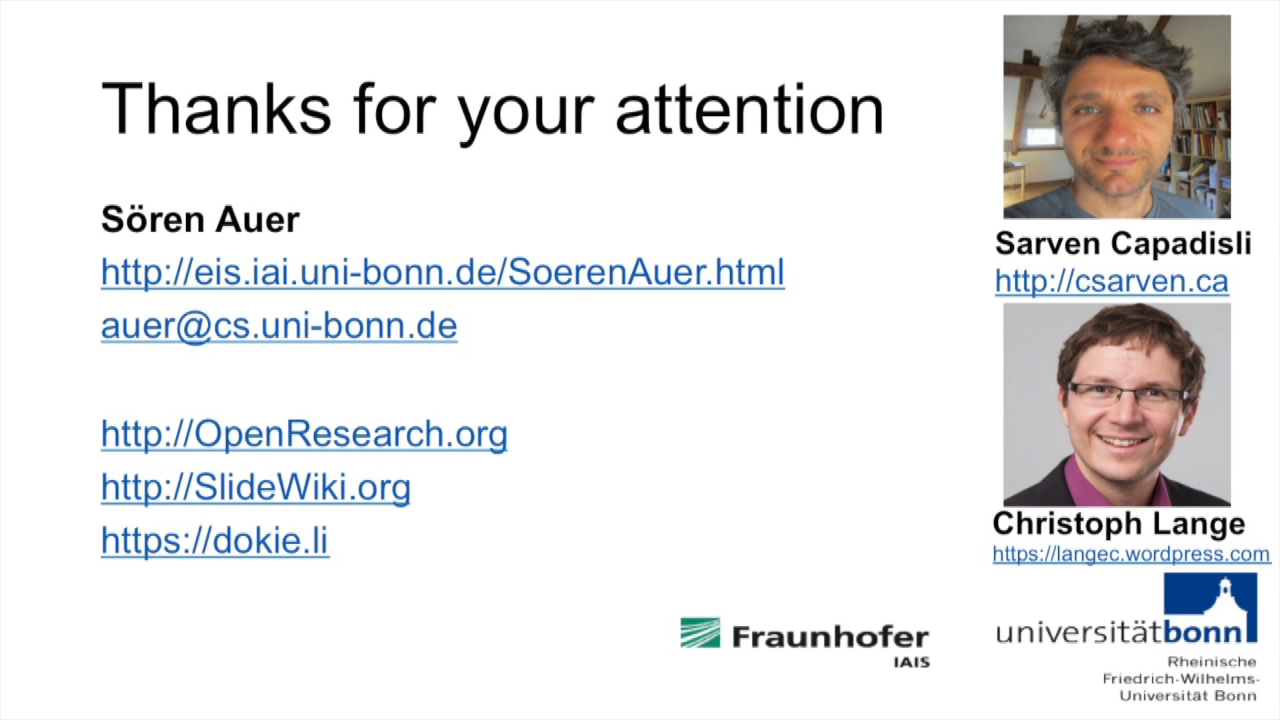 Thanks for your attention
Sören Auer
http://eis.iai.uni-bonn.de/SoerenAuer.html
auer@cs.uni-bonn.de
http://OpenResearch.org
http://SlideWiki.org
https://dokie.li
Sarven Capadisli
http://csarven.ca
Christoph Lange
https://langec.wordpress.com
Fraunhofer
IAIS
universitätbonn
Rheinische
Friedrich-Wilhelms-
Universität Bonn